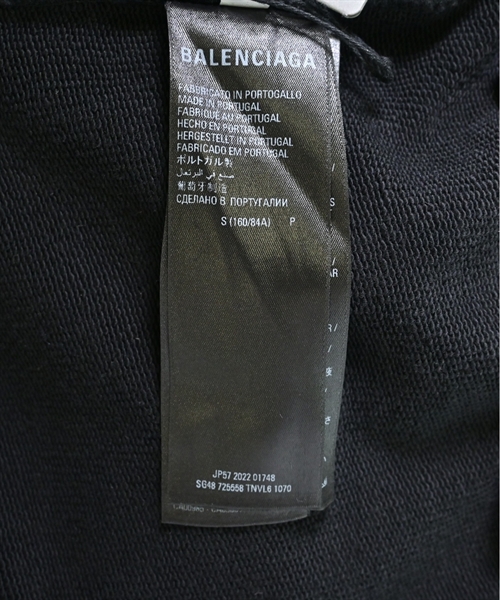 BALENCIAGA
FABBRICATO IN PORTOGALLO
MADE IN PORTUGAL
FABRIQUÉ AU PORTUGAL
HECHO EN PORTUGAL
HERGESTELLT IN PORTUGAL
FABRICADO EM PORTUGAL
ポルトガル製
صنع في البرتغال
葡萄牙制造
СДЕЛАНО В ПОРТУГАЛИИ
S (160/84A) P
JP57 2022 01748
SG48 725558 TNVL6 1070